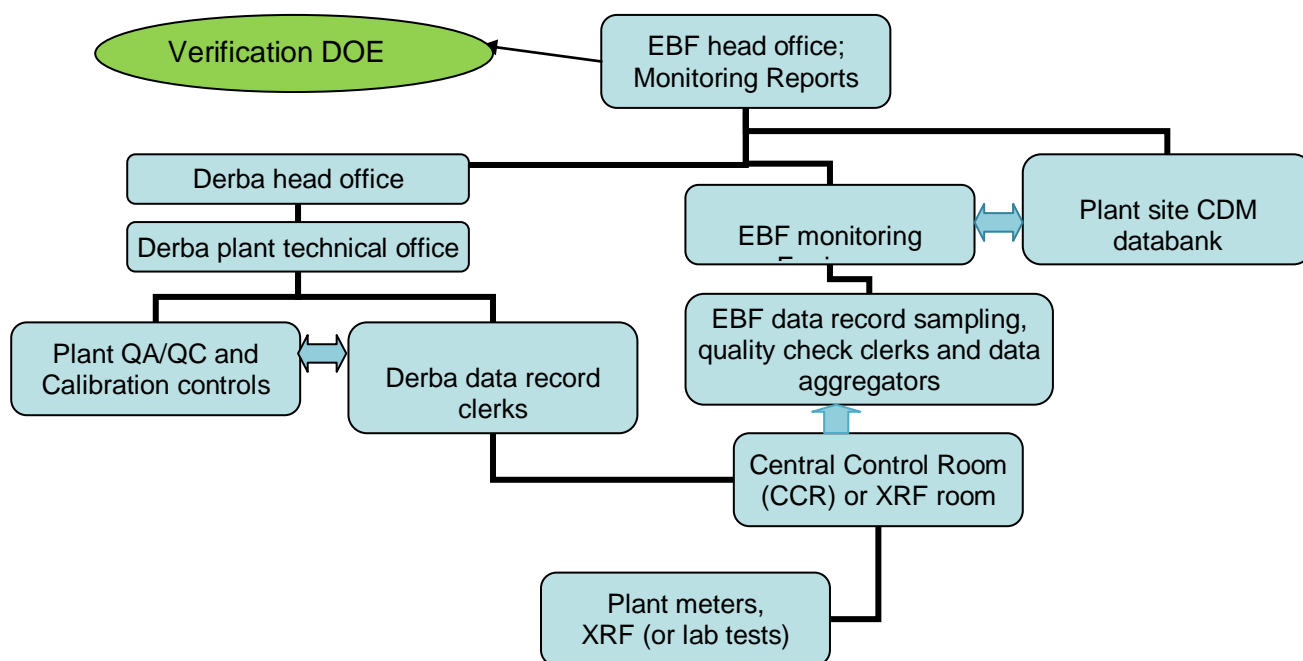 Verification DOE
EBF head office;
Monitoring Reports
Derba head office
Derba plant technical office
EBF monitoring
Plant site CDM
databank
Plant QA/QC and
Calibration controls
Derba data record
clerks
EBF data record sampling,
quality check clerks and data
aggregators
Central Control Room
(CCR) or XRF room
Plant meters,
XRF (or lab tests)